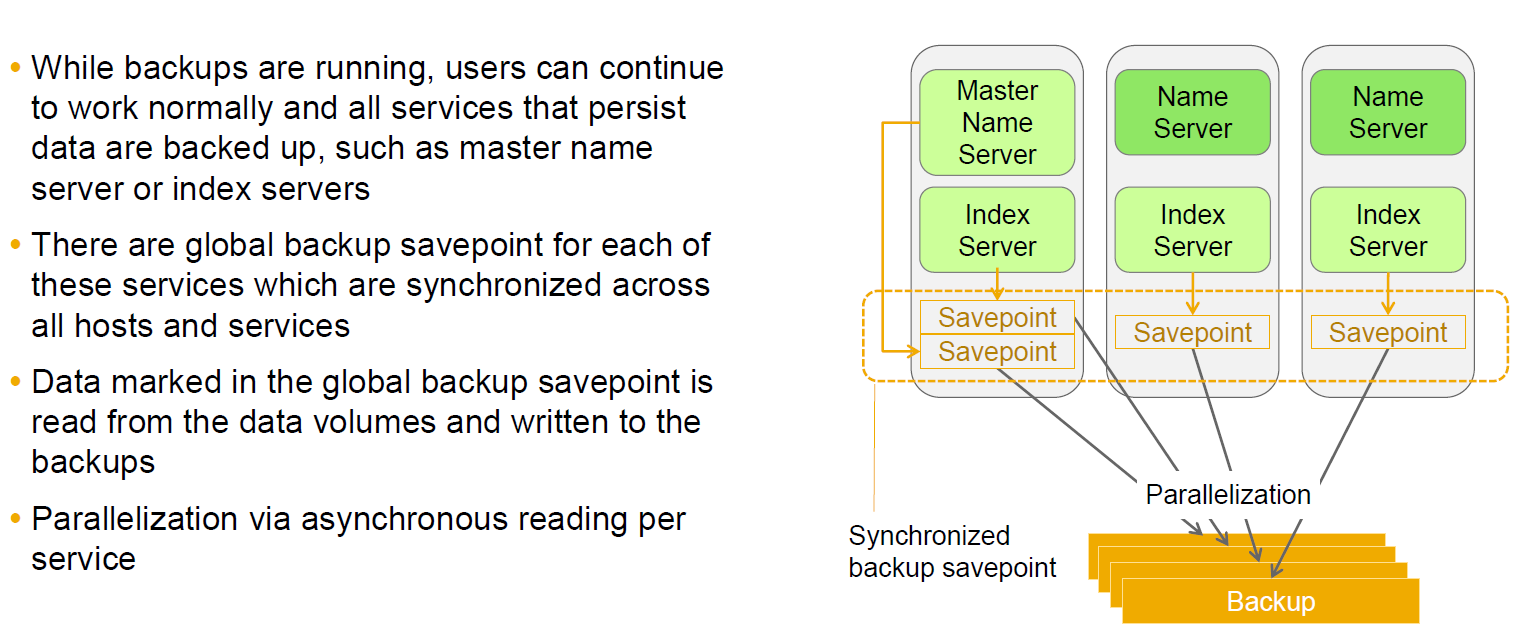 • While backups are running, users can continue
to work normally and all services that persist
data are backed up, such as master name
server or index servers
• There are global backup savepoint for each of
these services which are synchronized across
all hosts and services
• Data marked in the global backup savepoint is
read from the data volumes and written to the
backups
• Parallelization via asynchronous reading per
service
Master
Name
Server
Name
Server
Name
Server
Index
Server
Index
Server
Index
Server
Savepoint
Savepoint
Savepoint
Savepoint
Parallelization
Synchronized
backup savepoint
Backup